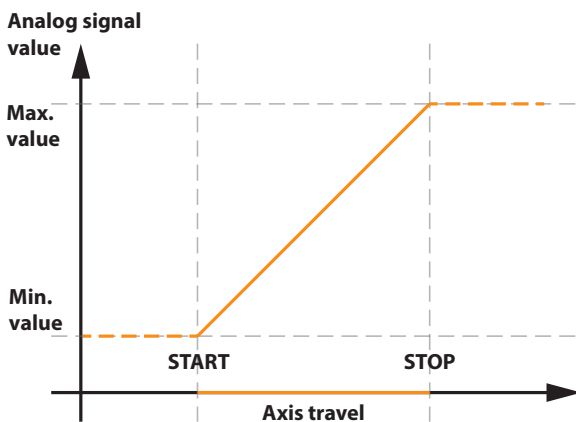 Analog signal
value
Max.
value
Min.
value
START
STOP
Axis travel